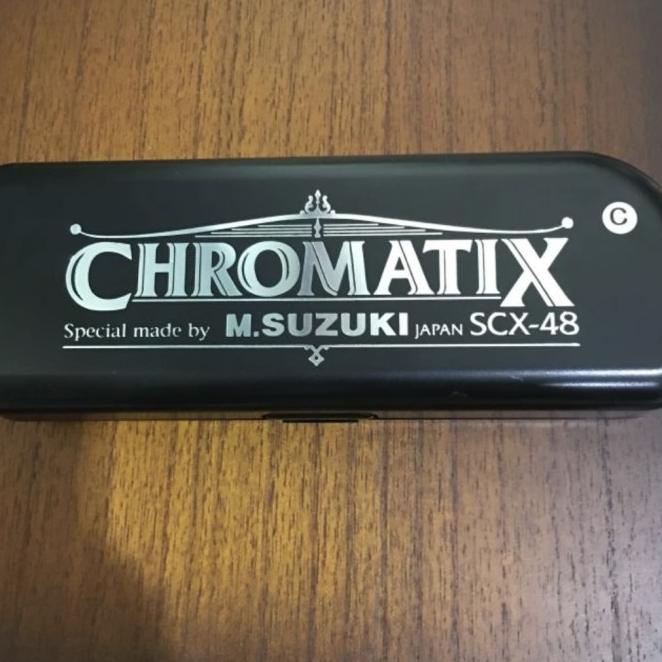 C
CHROMATIX
Special made by M.SUZUKI JAPAN SCX-48